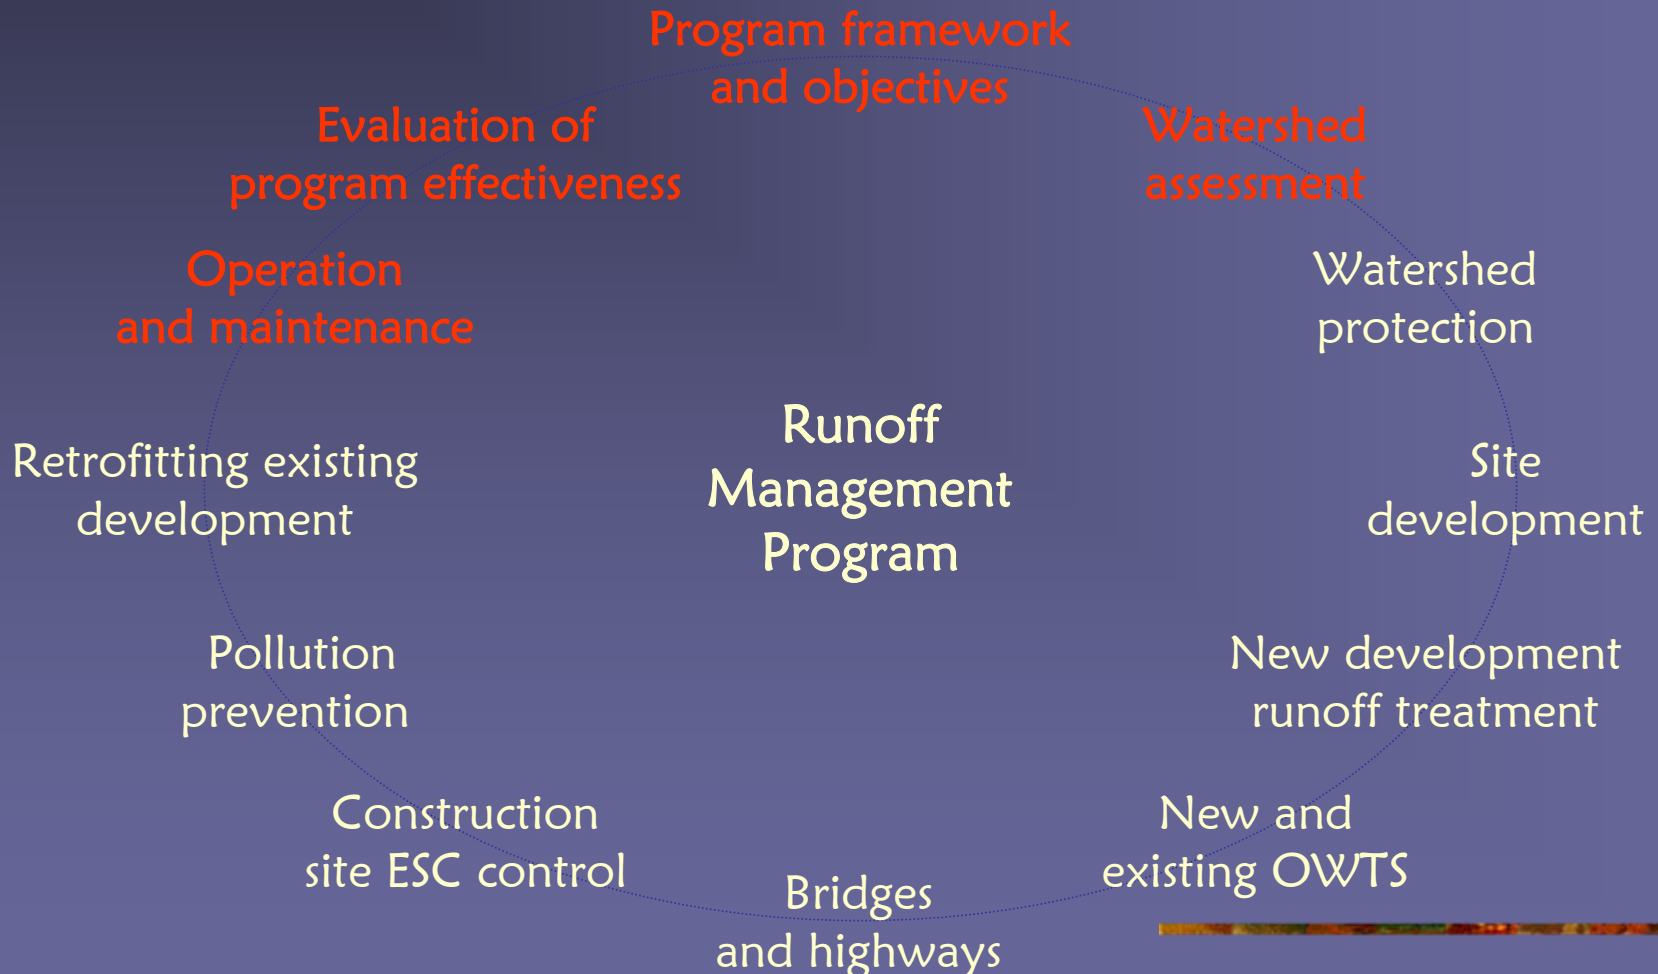 Program framework
and objectives
Evaluation of
program effectiveness
Watershed
assessment
Operation
and maintenance
Watershed
protection
Runoff
Management
Program
Retrofitting existing
development
Site
development
Pollution
prevention
New development
runoff treatment
Construction
site ESC control
New and
existing OWTS
Bridges
and highways